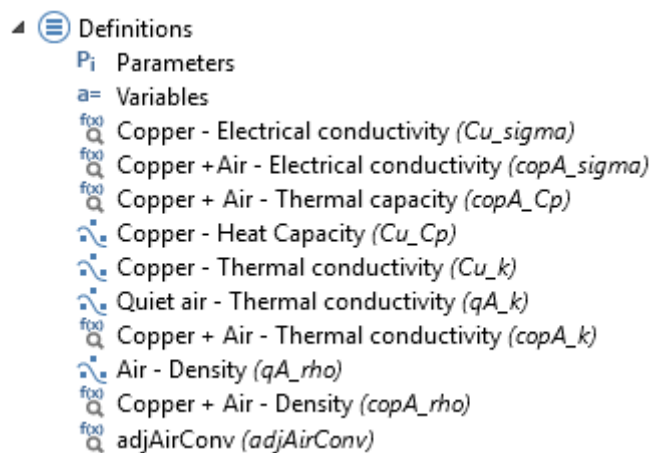 Definitions
Pi Parameters
a= Variables
f(x) Copper - Electrical conductivity (Cu_sigma)
f(x) Copper +Air - Electrical conductivity (copA_sigma)
f(x) Copper + Air - Thermal capacity (copA_Cp)
Copper - Heat Capacity (Cu_Cp)
Copper - Thermal conductivity (Cu_k)
Quiet air - Thermal conductivity (qA_k)
f(x) Copper + Air - Thermal conductivity (copA_k)
Air - Density (qA_rho)
f(x) Copper + Air - Density (copA_rho)
f(x) adjAirConv (adjAirConv)